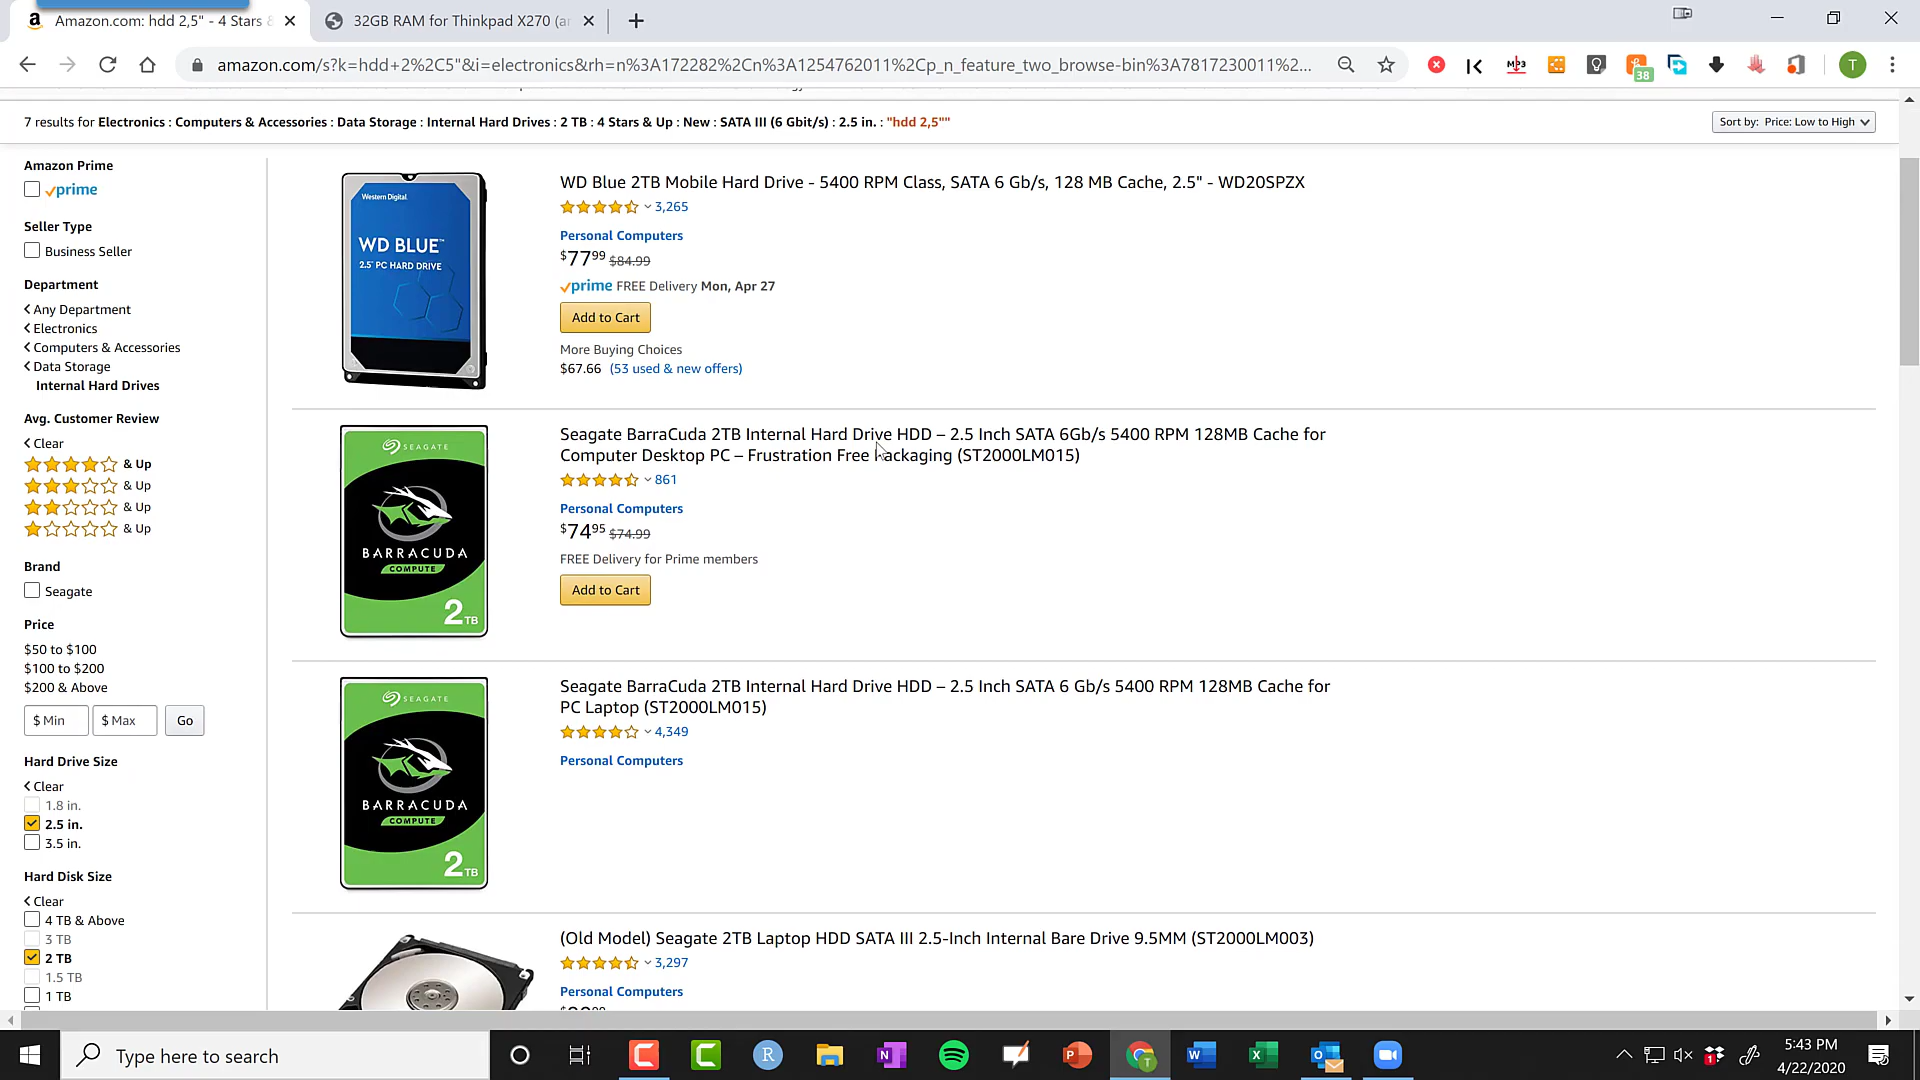 Amazon.com: hdd 2,5" - 4 Stars &
32GB RAM for Thinkpad X270 (an
amazon.com/s?k=hdd+2%2C5"&i=electronics&rh=n%3A172282%2Cn%3A1254762011%2Cp_n_feature_two_browse-bin%3A7817230011%2...
MP3
38
T
7 results for Electronics : Computers & Accessories : Data Storage : Internal Hard Drives : 2 TB : 4 Stars & Up : New : SATA III (6 Gbit/s) : 2.5 in. : "hdd 2,5""
Sort by: Price: Low to High
Amazon Prime
prime
Seller Type
Business Seller
Department
Any Department
Electronics
Computers & Accessories
Data Storage
Internal Hard Drives
Avg. Customer Review
Clear
& Up
& Up
& Up
& Up
Brand
Seagate
Price
$50 to $100
$100 to $200
$200 & Above
$ Min
$ Max
Go
Hard Drive Size
Clear
1.8 in.
2.5 in.
3.5 in.
Hard Disk Size
Clear
4 TB & Above
3 TB
2 TB
1.5 TB
1 TB
Western Digital
WD BLUE™
2.5" PC HARD DRIVE
WD Blue 2TB Mobile Hard Drive - 5400 RPM Class, SATA 6 Gb/s, 128 MB Cache, 2.5" - WD20SPZX
3,265
Personal Computers
$77 99 $84.99
prime FREE Delivery Mon, Apr 27
Add to Cart
More Buying Choices
$67.66 (53 used & new offers)
SEAGATE
BARRACUDA
COMPUTE
2 TB
Seagate BarraCuda 2TB Internal Hard Drive HDD – 2.5 Inch SATA 6Gb/s 5400 RPM 128MB Cache for
Computer Desktop PC – Frustration Free Packaging (ST2000LM015)
861
Personal Computers
$74 95 $74.99
FREE Delivery for Prime members
Add to Cart
SEAGATE
BARRACUDA
COMPUTE
2 TB
Seagate BarraCuda 2TB Internal Hard Drive HDD – 2.5 Inch SATA 6 Gb/s 5400 RPM 128MB Cache for
PC Laptop (ST2000LM015)
4,349
Personal Computers
(Old Model) Seagate 2TB Laptop HDD SATA III 2.5-Inch Internal Bare Drive 9.5MM (ST2000LM003)
3,297
Personal Computers
Type here to search
5:43 PM
4/22/2020